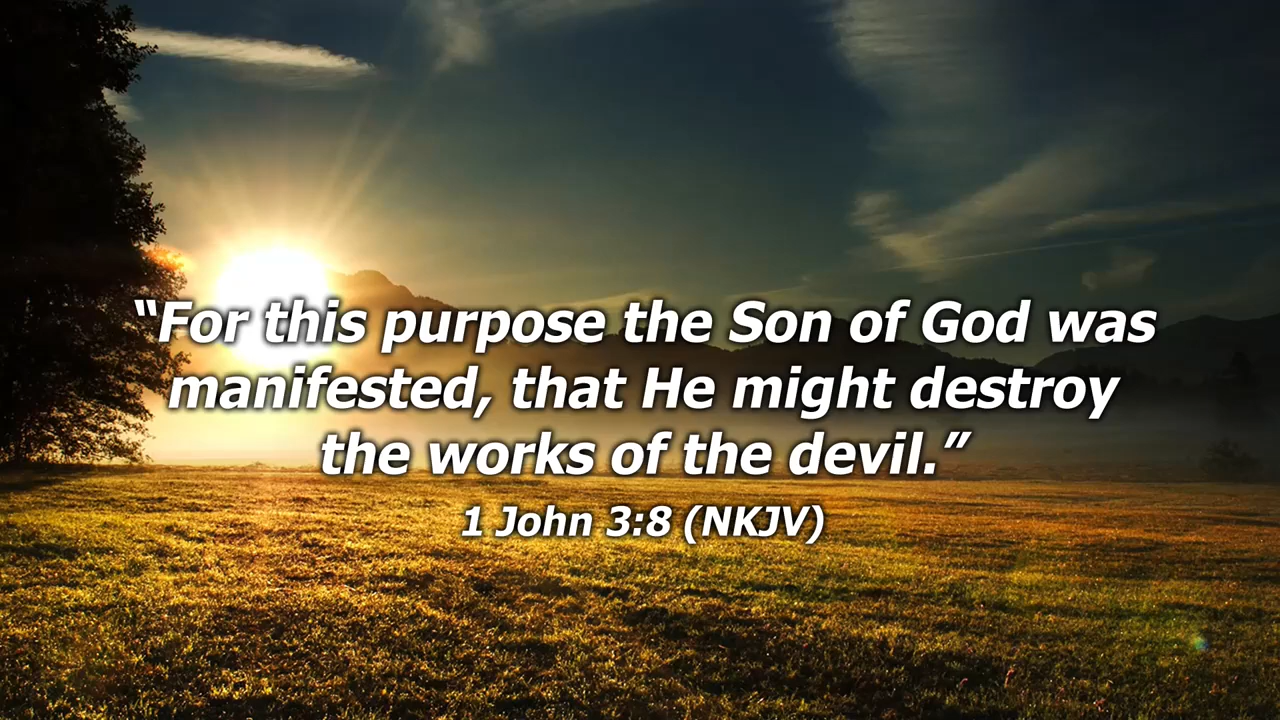 “For this purpose the Son of God was
manifested, that He might destroy
the works of the devil.”
1 John 3:8 (NKJV)